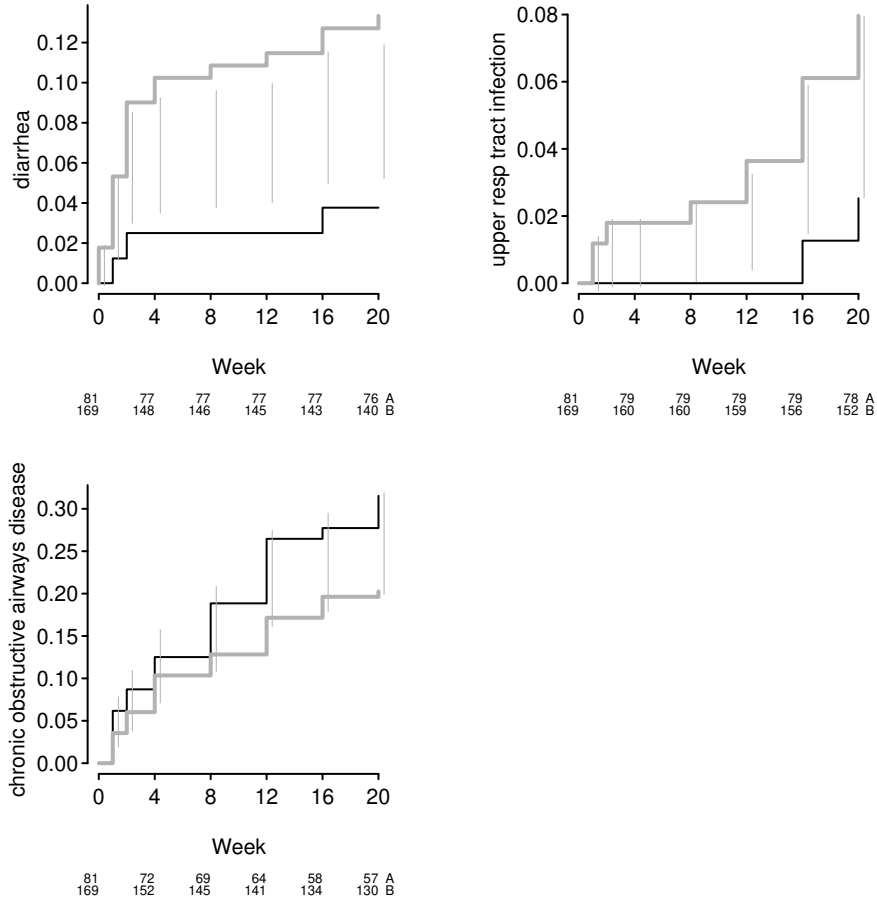 diarrhea
0.12
0.10
0.08
0.06
0.04
0.02
0.00
0 4 8 12 16 20
Week
81 77 77 77 77 76 A
169 148 146 145 143 140 B
upper resp tract infection
0.08
0.06
0.04
0.02
0.00
0 4 8 12 16 20
Week
81 79 79 79 79 78 A
169 160 160 159 156 152 B
chronic obstructive airways disease
0.30
0.25
0.20
0.15
0.10
0.05
0.00
0 4 8 12 16 20
Week
81 72 69 64 58 57 A
169 152 145 141 134 130 B